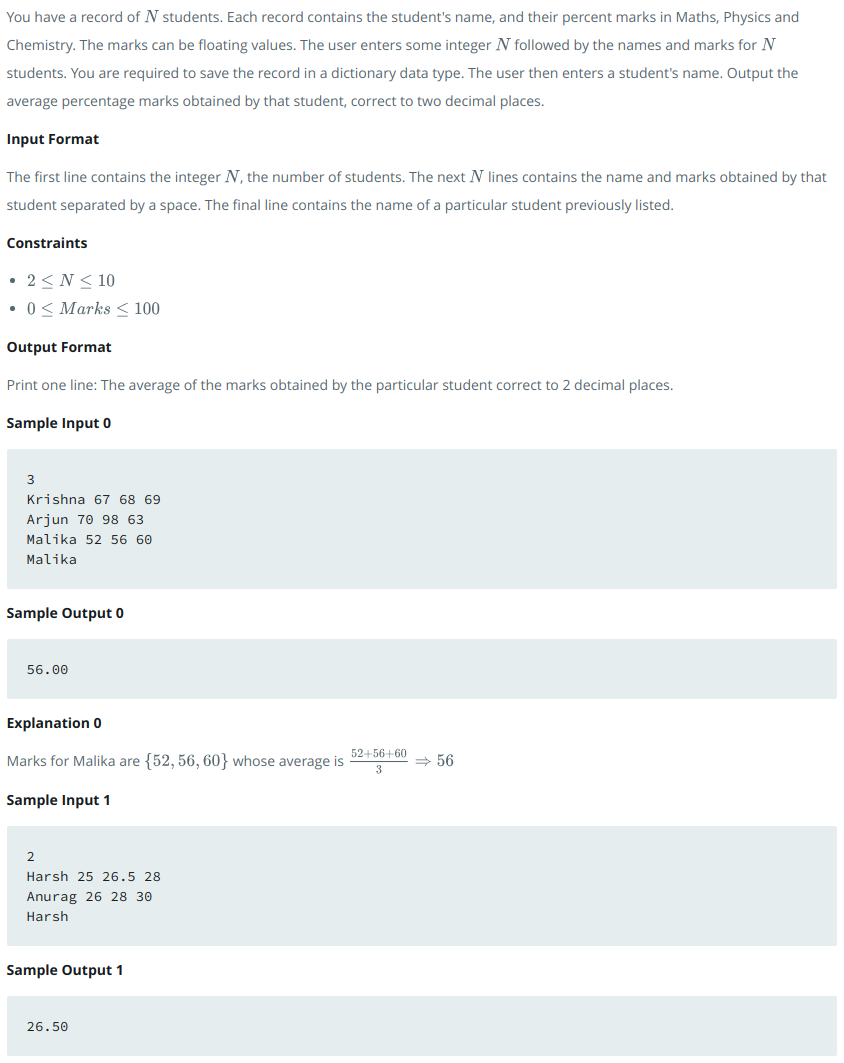 You have a record of N students. Each record contains the student's name, and their percent marks in Maths, Physics and
Chemistry. The marks can be floating values. The user enters some integer N followed by the names and marks for N
students. You are required to save the record in a dictionary data type. The user then enters a student's name. Output the
average percentage marks obtained by that student, correct to two decimal places.
Input Format
The first line contains the integer N, the number of students. The next N lines contains the name and marks obtained by that
student separated by a space. The final line contains the name of a particular student previously listed.
Constraints
• 2 ≤ N ≤ 10
• 0 ≤ Marks ≤ 100
Output Format
Print one line: The average of the marks obtained by the particular student correct to 2 decimal places.
Sample Input 0
3
Krishna 67 68 69
Arjun 70 98 63
Malika 52 56 60
Malika
Sample Output 0
56.00
Explanation 0
Marks for Malika are {52, 56, 60} whose average is 52+56+60/3 ⇒ 56
Sample Input 1
2
Harsh 25 26.5 28
Anurag 26 28 30
Harsh
Sample Output 1
26.50